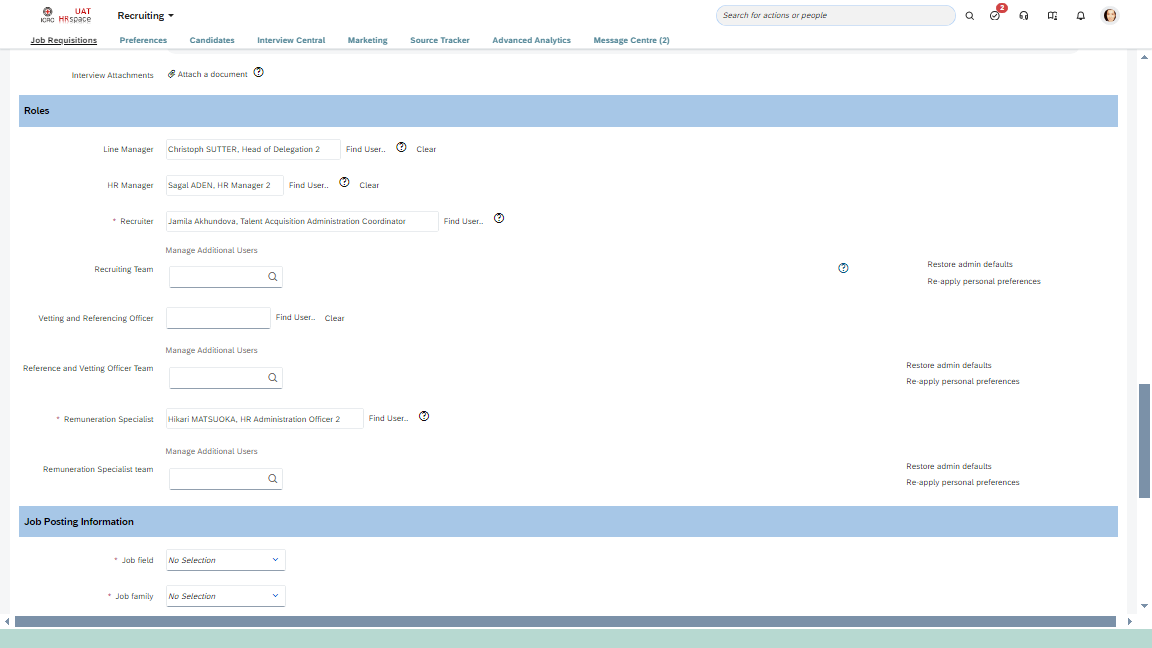 UAT
ICRC HRspace
Recruiting
Search for actions or people
2
Job Requisitions Preferences Candidates Interview Central Marketing Source Tracker Advanced Analytics Message Centre (2)
Interview Attachments Attach a document ?
Roles
Line Manager Christoph SUTTER, Head of Delegation 2 Find User.. ? Clear
HR Manager Sagal ADEN, HR Manager 2 Find User.. ? Clear
* Recruiter Jamila Akhundova, Talent Acquisition Administration Coordinator Find User.. ?
Manage Additional Users
Recruiting Team ? Restore admin defaults
Re-apply personal preferences
Vetting and Referencing Officer Find User.. Clear
Manage Additional Users
Reference and Vetting Officer Team Restore admin defaults
Re-apply personal preferences
* Remuneration Specialist Hikari MATSUOKA, HR Administration Officer 2 Find User.. ?
Manage Additional Users
Remuneration Specialist team Restore admin defaults
Re-apply personal preferences
Job Posting Information
* Job field No Selection
* Job family No Selection